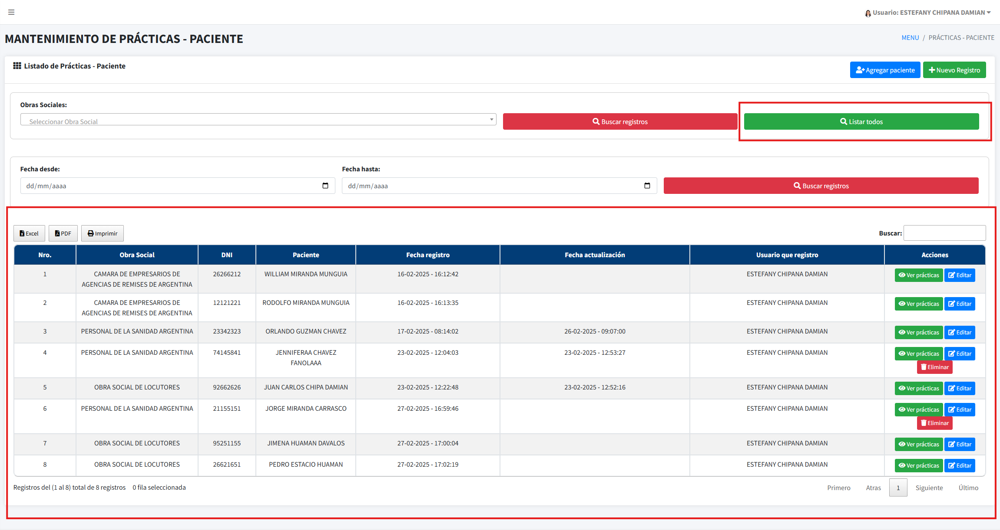 Usuario: ESTEFANY CHIPANA DAMIAN
MANTENIMIENTO DE PRÁCTICAS - PACIENTE
MENU / PRÁCTICAS - PACIENTE
Listado de Prácticas - Paciente
Agregar paciente
Nuevo Registro
Obras Sociales:
Seleccionar Obra Social
Buscar registros
Listar todos
Fecha desde:
Fecha hasta:
dd/mm/aaaa
dd/mm/aaaa
Buscar registros
Excel
PDF
Imprimir
Buscar:
Nro. Obra Social DNI Paciente Fecha registro Fecha actualización Usuario que registro Acciones
1 CAMARA DE EMPRESARIOS DE 26266212 WILLIAM MIRANDA MUNGUIA 16-02-2025 - 16:12:42 ESTEFANY CHIPANA DAMIAN Ver prácticas Editar
AGENCIAS DE REMISES DE ARGENTINA
2 CAMARA DE EMPRESARIOS DE 12121221 RODOLFO MIRANDA MUNGUIA 16-02-2025 - 16:13:35 ESTEFANY CHIPANA DAMIAN Ver prácticas Editar
AGENCIAS DE REMISES DE ARGENTINA
3 PERSONAL DE LA SANIDAD ARGENTINA 23342323 ORLANDO GUZMAN CHAVEZ 17-02-2025 - 08:14:02 26-02-2025 - 09:07:00 ESTEFANY CHIPANA DAMIAN Ver prácticas Editar
4 PERSONAL DE LA SANIDAD ARGENTINA 74145841 JENNIFERAA CHAVEZ 23-02-2025 - 12:04:03 23-02-2025 - 12:53:27 ESTEFANY CHIPANA DAMIAN Ver prácticas Editar
FANOLAAA Eliminar
5 OBRA SOCIAL DE LOCUTORES 92662626 JUAN CARLOS CHIPA DAMIAN 23-02-2025 - 12:22:48 23-02-2025 - 12:52:16 ESTEFANY CHIPANA DAMIAN Ver prácticas Editar
6 PERSONAL DE LA SANIDAD ARGENTINA 21155151 JORGE MIRANDA CARRASCO 27-02-2025 - 16:59:46 ESTEFANY CHIPANA DAMIAN Ver prácticas Editar
Eliminar
7 OBRA SOCIAL DE LOCUTORES 95251155 JIMENA HUAMAN DAVALOS 27-02-2025 - 17:00:04 ESTEFANY CHIPANA DAMIAN Ver prácticas Editar
8 OBRA SOCIAL DE LOCUTORES 26621651 PEDRO ESTACIO HUAMAN 27-02-2025 - 17:02:19 ESTEFANY CHIPANA DAMIAN Ver prácticas Editar
Registros del (1 al 8) total de 8 registros 0 fila seleccionada
Primero Atras 1 Siguiente Último